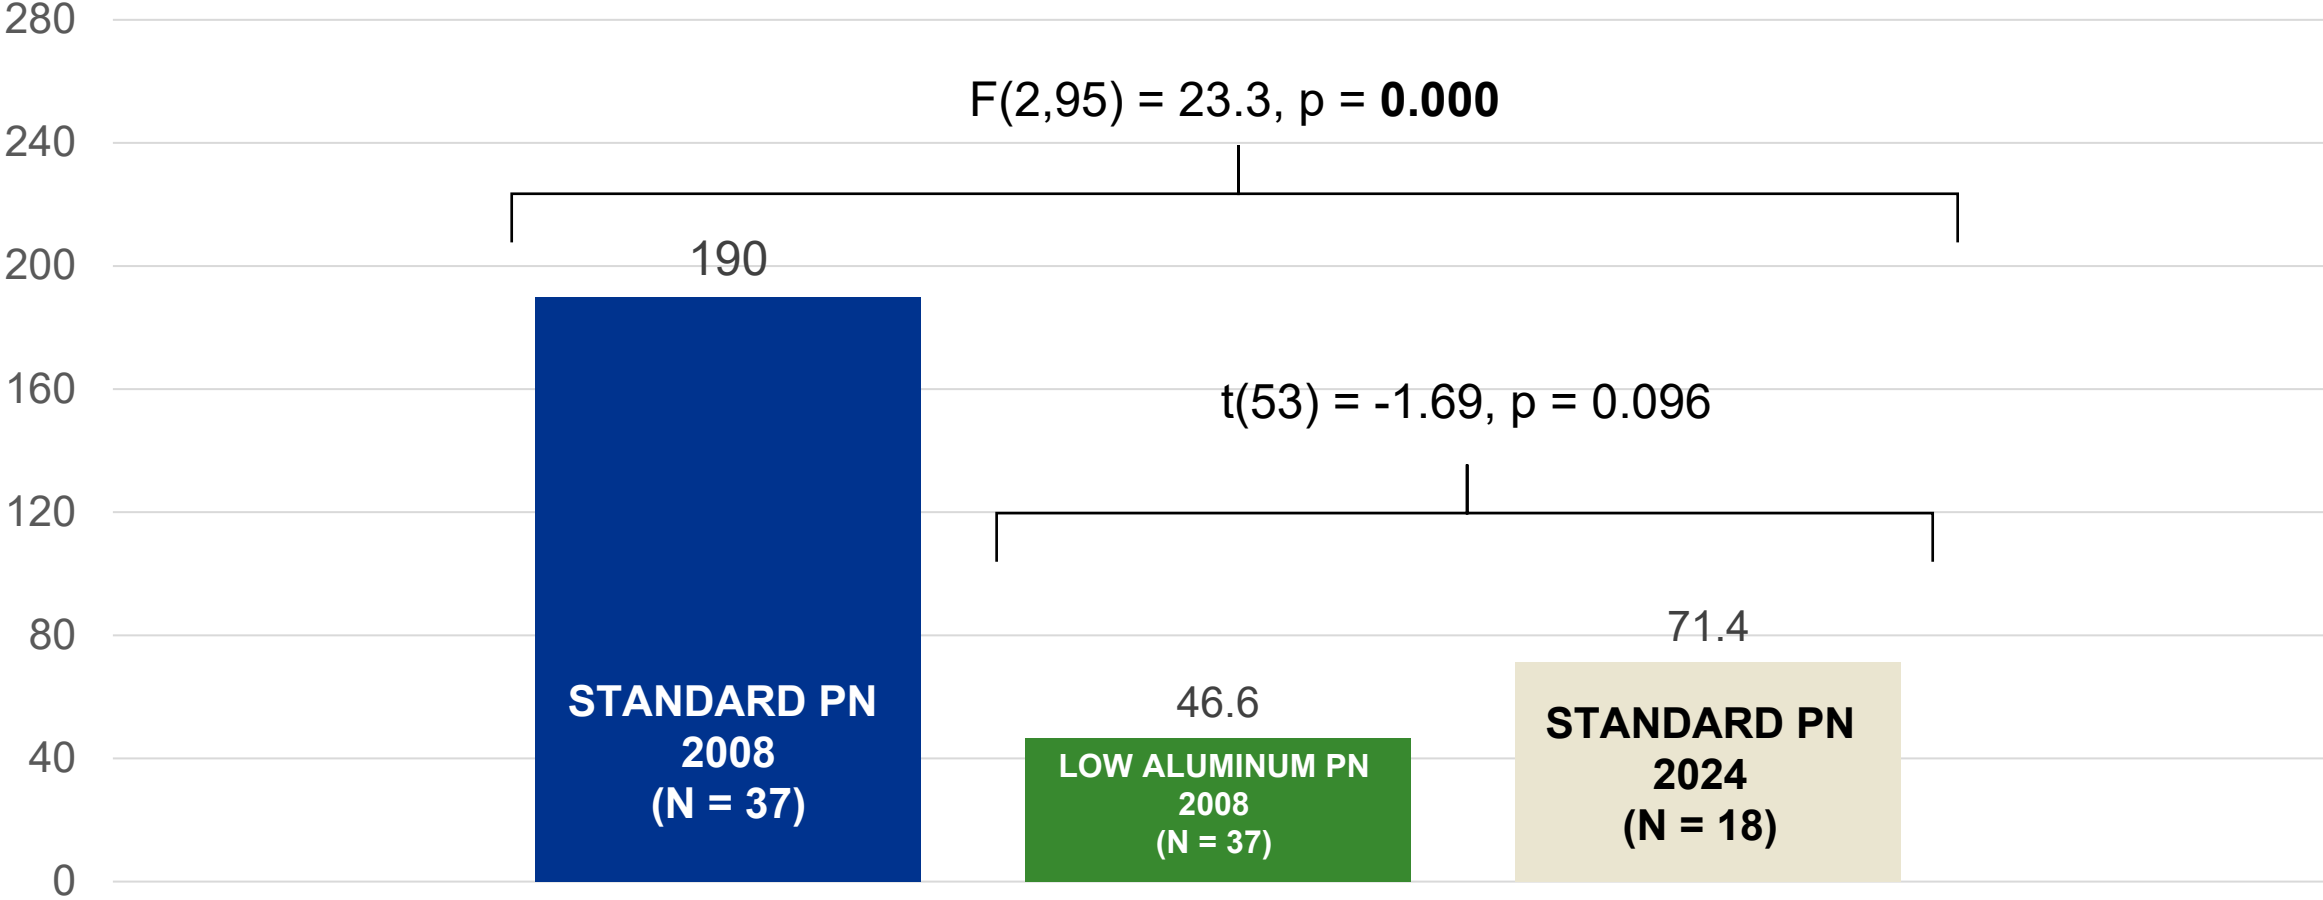 280
F(2,95) = 23.3, p = 0.000
240
190
200
160
t(53) = -1.69, p = 0.096
120
80
71.4
46.6
STANDARD PN
2008
(N = 37)
LOW ALUMINUM PN
2008
(N = 37)
STANDARD PN
2024
(N = 18)
40
0